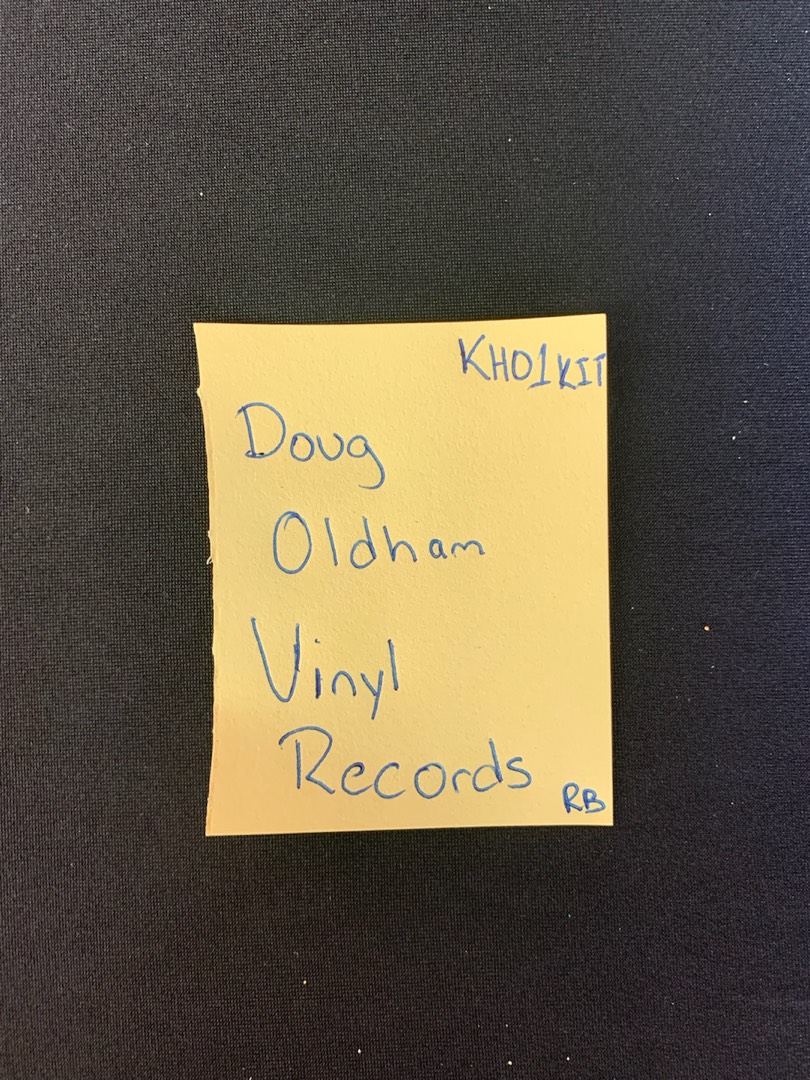 KH01KIT
Doug
Oldham
Vinyl
Records
RB